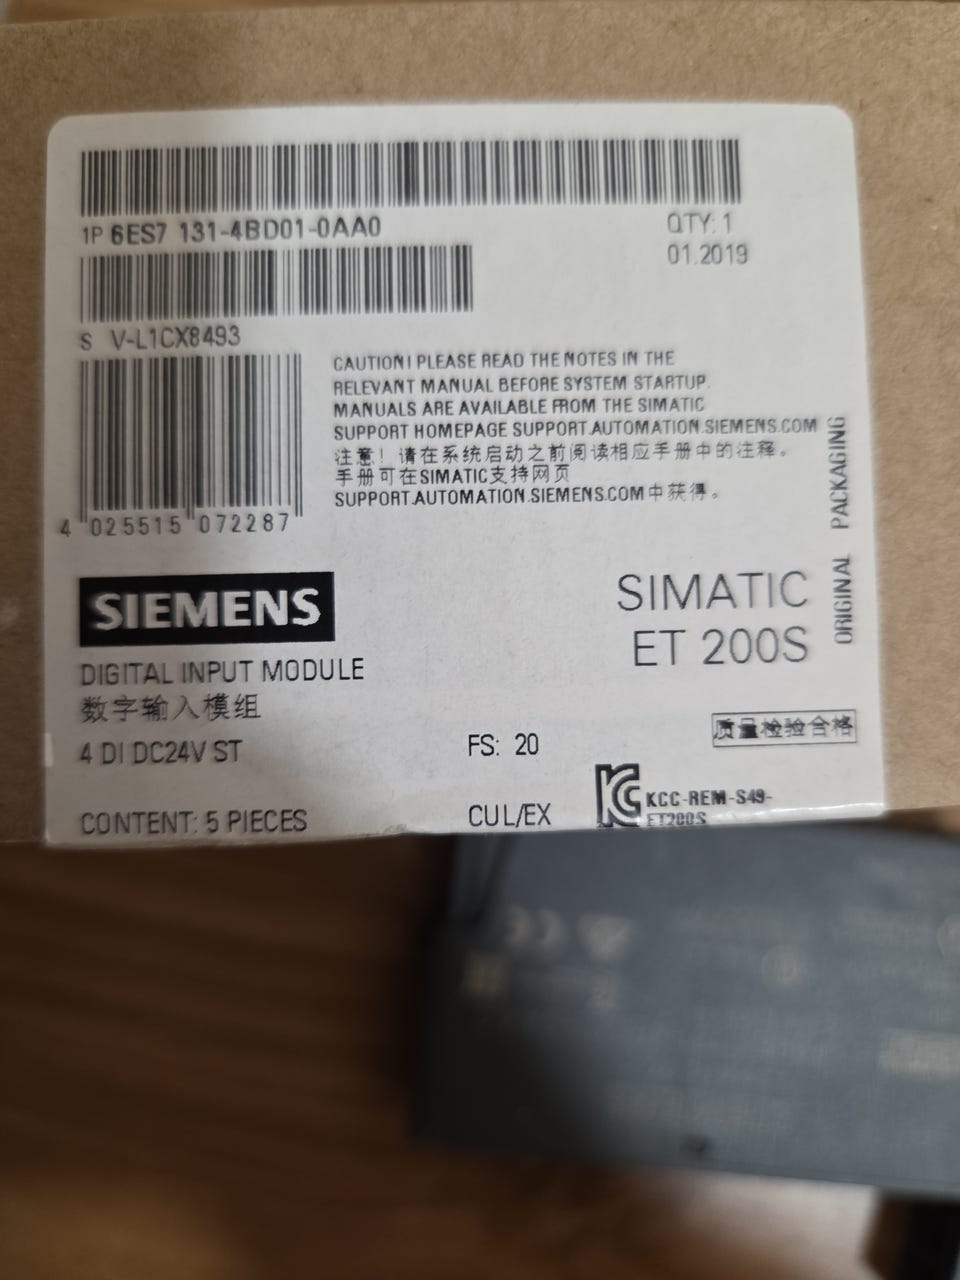 1P 6ES7 131-4BD01-0AA0
QTY: 1
01.2019
S V-L1CX8493
CAUTION! PLEASE READ THE NOTES IN THE
RELEVANT MANUAL BEFORE SYSTEM STARTUP.
MANUALS ARE AVAILABLE FROM THE SIMATIC
SUPPORT HOMEPAGE SUPPORT.AUTOMATION.SIEMENS.COM
注意！请在系统启动之前阅读相应手册中的注释。
手册可在SIMATIC支持网页
SUPPORT.AUTOMATION.SIEMENS.COM中获得。
4 025515 072287
ORIGINAL PACKAGING
SIEMENS
SIMATIC
ET 200S
DIGITAL INPUT MODULE
数字输入模组
质量检验合格
4 DI DC24V ST
FS: 20
CONTENT: 5 PIECES
CUL/EX
KCC-REM-S49-
ET200S